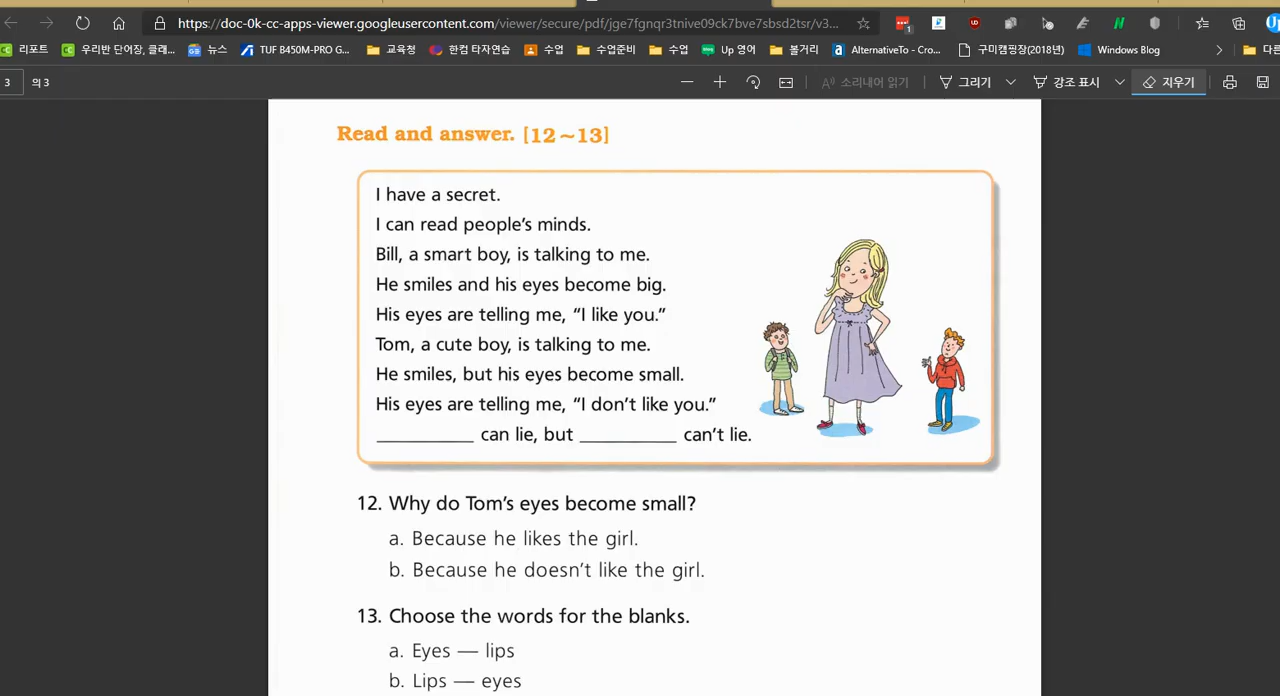 https://doc-0k-cc-apps-viewer.googleusercontent.com/viewer/secure/pdf/jge7fgnqr3tnive09ck7bve7sbsd2tsr/v3...
리포트 우리반 단어장, 클래... 뉴스 TUF B450M-PRO G... 교육청 한컴 타자연습 수업 수업준비 수업 Up 영어 볼거리 AlternativeTo - Cro... 구미캠핑장(2018년) Windows Blog 다른
3 의 3 소리내어 읽기 그리기 강조 표시 지우기
Read and answer. [12~13]
I have a secret.
I can read people's minds.
Bill, a smart boy, is talking to me.
He smiles and his eyes become big.
His eyes are telling me, “I like you.”
Tom, a cute boy, is talking to me.
He smiles, but his eyes become small.
His eyes are telling me, “I don't like you.”
__________ can lie, but __________ can't lie.
12. Why do Tom's eyes become small?
a. Because he likes the girl.
b. Because he doesn't like the girl.
13. Choose the words for the blanks.
a. Eyes — lips
b. Lips — eyes